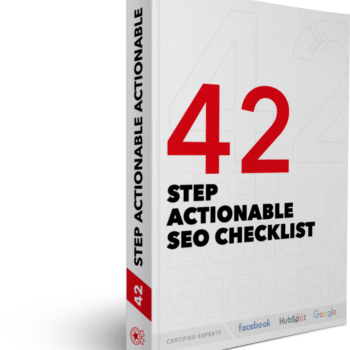 42
STEP
ACTIONABLE
SEO CHECKLIST
CERTIFIED EXPERTS
facebook
HubSpot
Google
42 STEP ACTIONABLE ACTIONABLE